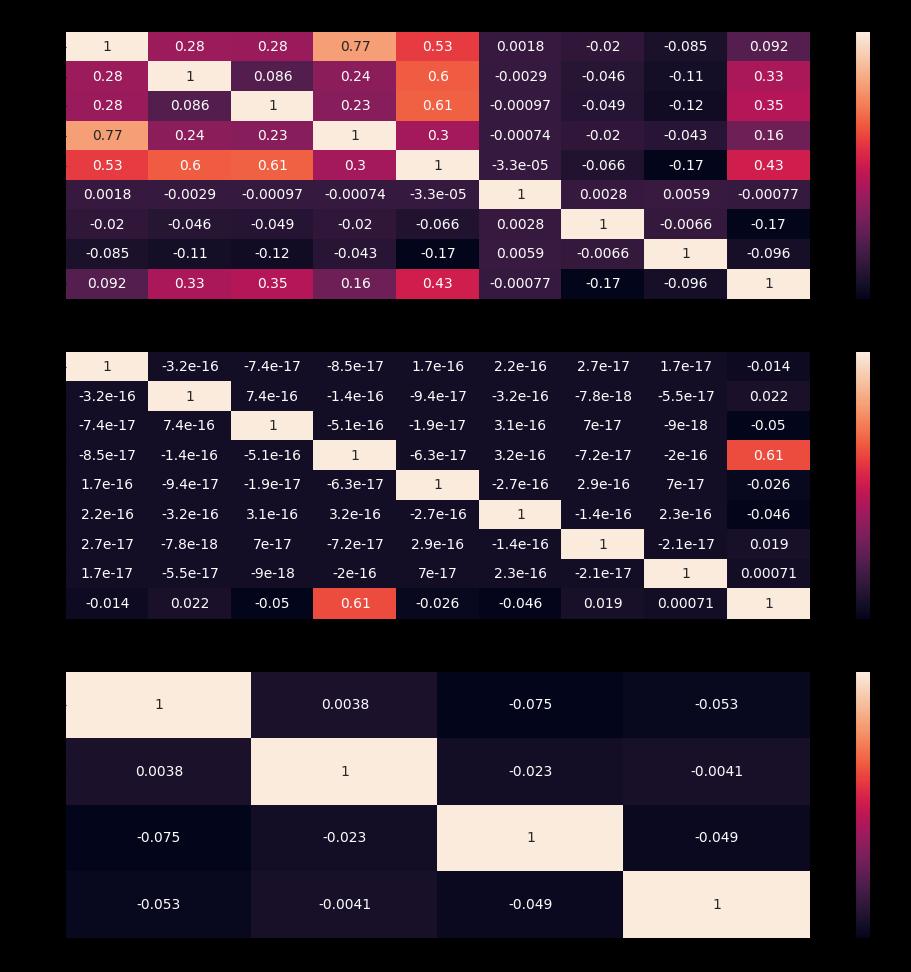 1 0.28 0.28 0.77 0.53 0.0018 -0.02 -0.085 0.092
0.28 1 0.086 0.24 0.6 -0.0029 -0.046 -0.11 0.33
0.28 0.086 1 0.23 0.61 -0.00097 -0.049 -0.12 0.35
0.77 0.24 0.23 1 0.3 -0.00074 -0.02 -0.043 0.16
0.53 0.6 0.61 0.3 1 -3.3e-05 -0.066 -0.17 0.43
0.0018 -0.0029 -0.00097 -0.00074 -3.3e-05 1 0.0028 0.0059 -0.00077
-0.02 -0.046 -0.049 -0.02 -0.066 0.0028 1 -0.0066 -0.17
-0.085 -0.11 -0.12 -0.043 -0.17 0.0059 -0.0066 1 -0.096
0.092 0.33 0.35 0.16 0.43 -0.00077 -0.17 -0.096 1
1 -3.2e-16 -7.4e-17 -8.5e-17 1.7e-16 2.2e-16 2.7e-17 1.7e-17 -0.014
-3.2e-16 1 7.4e-16 -1.4e-16 -9.4e-17 -3.2e-16 -7.8e-18 -5.5e-17 0.022
-7.4e-17 7.4e-16 1 -5.1e-16 -1.9e-17 3.1e-16 7e-17 -9e-18 -0.05
-8.5e-17 -1.4e-16 -5.1e-16 1 -6.3e-17 3.2e-16 -7.2e-17 -2e-16 0.61
1.7e-16 -9.4e-17 -1.9e-17 -6.3e-17 1 -2.7e-16 2.9e-16 7e-17 -0.026
2.2e-16 -3.2e-16 3.1e-16 3.2e-16 -2.7e-16 1 -1.4e-16 2.3e-16 -0.046
2.7e-17 -7.8e-18 7e-17 -7.2e-17 2.9e-16 -1.4e-16 1 -2.1e-17 0.019
1.7e-17 -5.5e-17 -9e-18 -2e-16 7e-17 2.3e-16 -2.1e-17 1 0.00071
-0.014 0.022 -0.05 0.61 -0.026 -0.046 0.019 0.00071 1
1 0.0038 -0.075 -0.053
0.0038 1 -0.023 -0.0041
-0.075 -0.023 1 -0.049
-0.053 -0.0041 -0.049 1